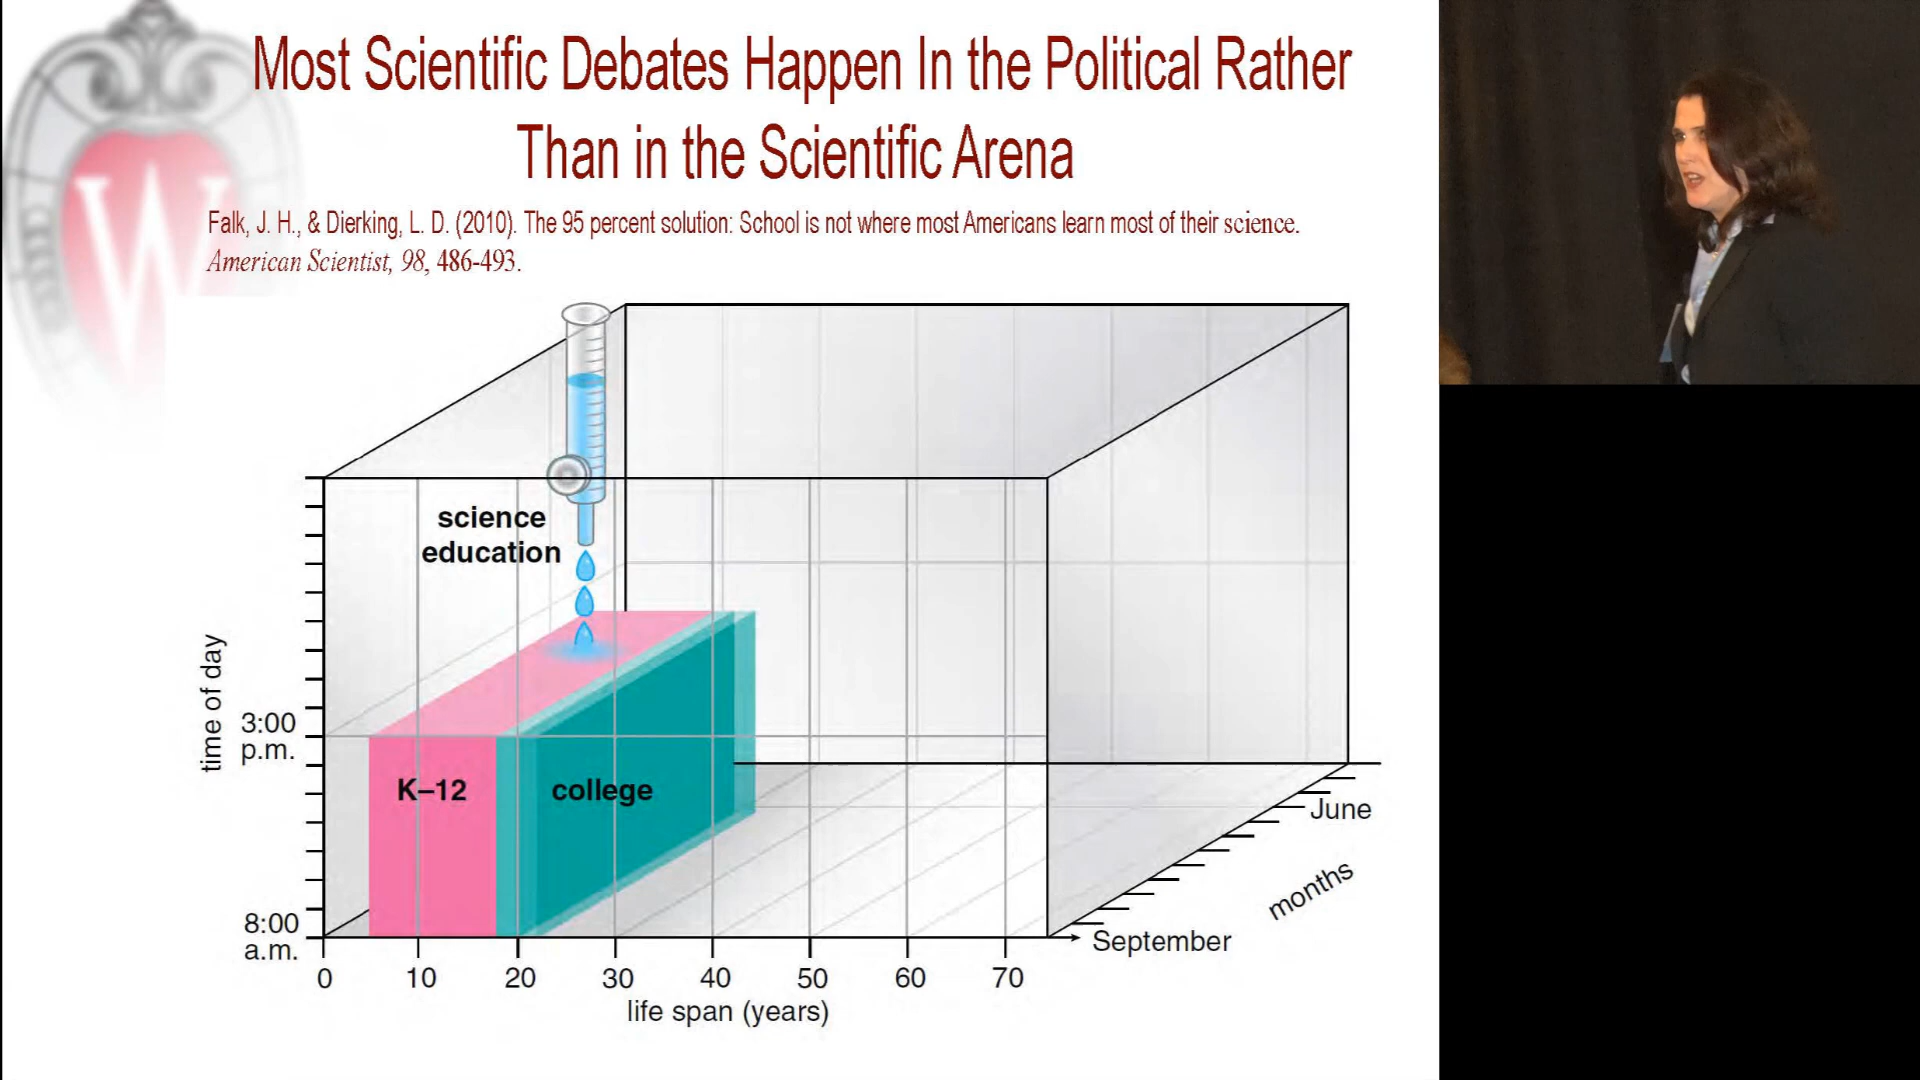 Most Scientific Debates Happen In the Political Rather
Than in the Scientific Arena
Falk, J. H., & Dierking, L. D. (2010). The 95 percent solution: School is not where most Americans learn most of their science.
American Scientist, 98, 486-493.
W
science
education
time of day
3:00
p.m.
K–12
college
8:00
a.m.
June
months
September
0 10 20 30 40 50 60 70
life span (years)